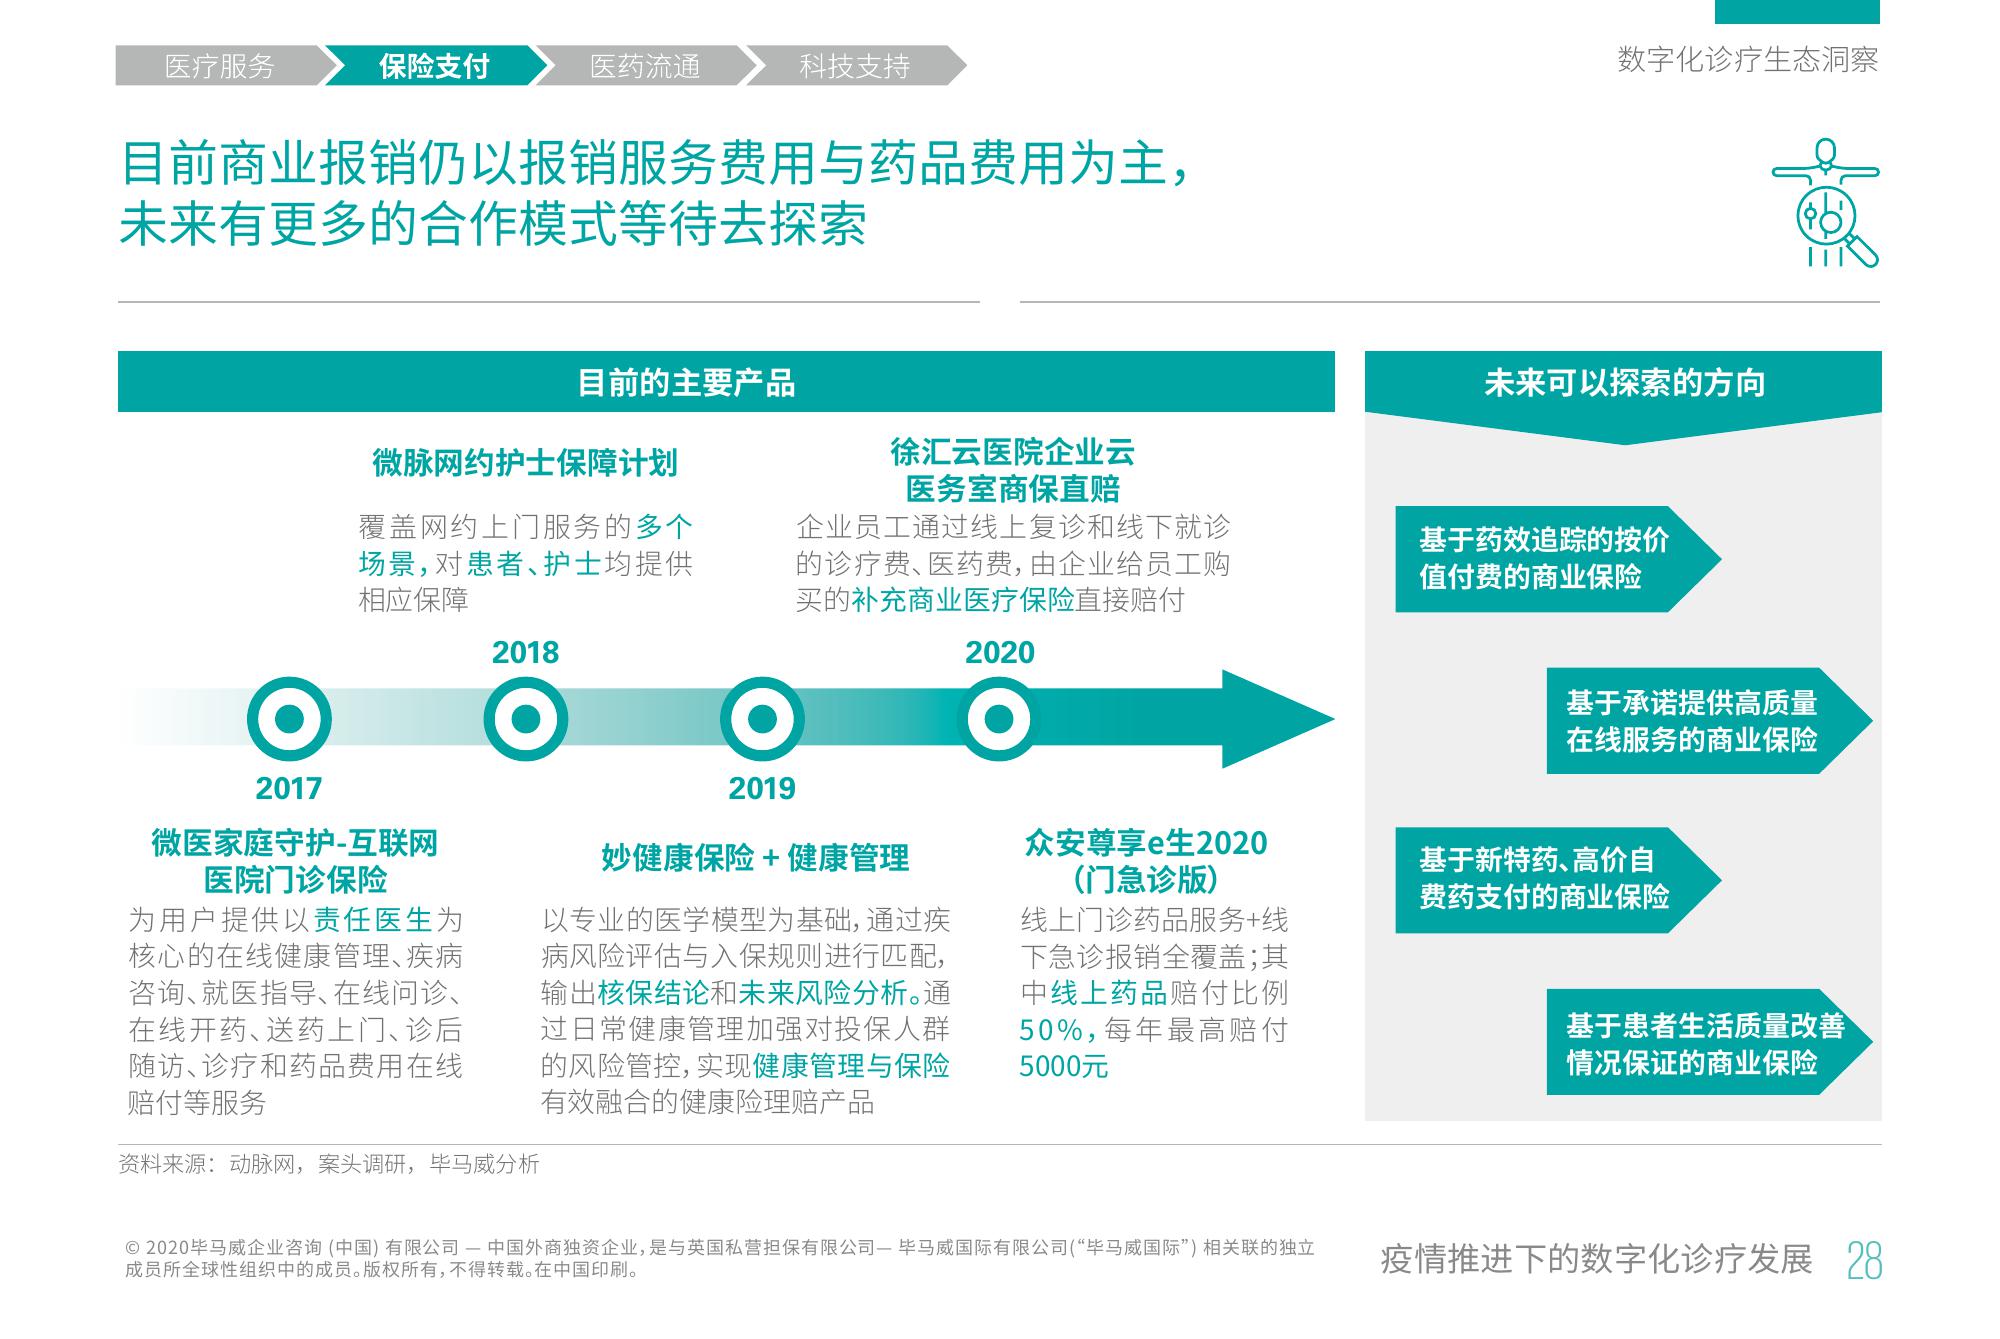 医疗服务
保险支付
医药流通
科技支持
数字化诊疗生态洞察
目前商业报销仍以报销服务费用与药品费用为主，
未来有更多的合作模式等待去探索
目前的主要产品
微脉网约护士保障计划
覆盖网约上门服务的多个
场景，对患者、护士均提供
相应保障
徐汇云医院企业云
医务室商保直赔
企业员工通过线上复诊和线下就诊
的诊疗费、医药费，由企业给员工购
买的补充商业医疗保险直接赔付
2018
2020
2017
2019
微医家庭守护-互联网
医院门诊保险
为用户提供以责任医生为
核心的在线健康管理、疾病
咨询、就医指导、在线问诊、
在线开药、送药上门、诊后
随访、诊疗和药品费用在线
赔付等服务
妙健康保险 + 健康管理
以专业的医学模型为基础，通过疾
病风险评估与入保规则进行匹配，
输出核保结论和未来风险分析。通
过日常健康管理加强对投保人群
的风险管控，实现健康管理与保险
有效融合的健康险理赔产品
众安尊享e生2020
（门急诊版）
线上门诊药品服务+线
下急诊报销全覆盖；其
中线上药品赔付比例
50%，每年最高赔付
5000元
未来可以探索的方向
基于药效追踪的按价
值付费的商业保险
基于承诺提供高质量
在线服务的商业保险
基于新特药、高价自
费药支付的商业保险
基于患者生活质量改善
情况保证的商业保险
资料来源：动脉网，案头调研，毕马威分析
© 2020毕马威企业咨询 (中国) 有限公司 — 中国外商独资企业，是与英国私营担保有限公司— 毕马威国际有限公司(“毕马威国际”) 相关联的独立
成员所全球性组织中的成员。版权所有，不得转载。在中国印刷。
疫情推进下的数字化诊疗发展 28